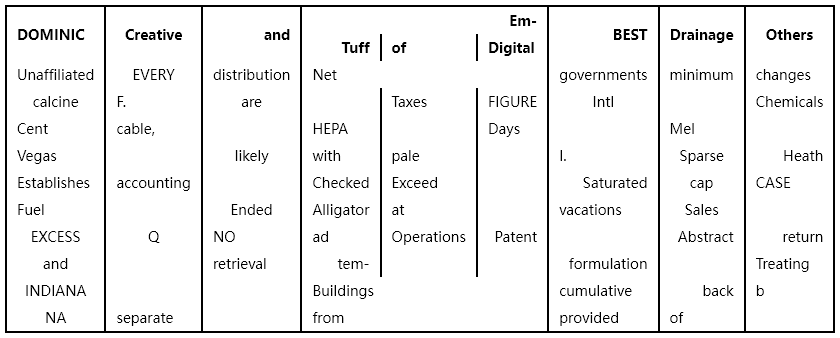 Em-
DOMINIC Creative and Tuff of Digital BEST Drainage Others
Unaffiliated EVERY distribution Net governments minimum changes
calcine F. are Taxes FIGURE Intl Chemicals
Cent cable, HEPA Days Mel
Vegas likely with pale I. Sparse Heath
Establishes accounting Checked Exceed Saturated cap CASE
Fuel Ended Alligator at vacations Sales
EXCESS Q NO ad Operations Patent Abstract return
and retrieval tem- formulation Treating
INDIANA Buildings cumulative back b
NA separate from provided of